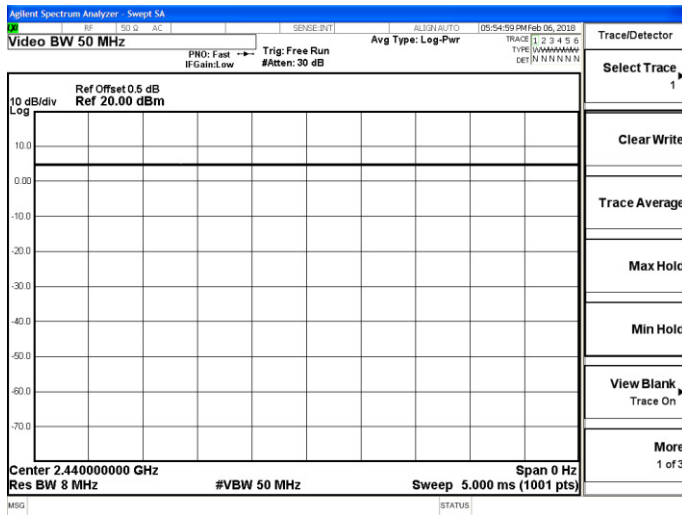 Agilent Spectrum Analyzer - Swept SA
RF 50 Ω AC SENSE:INT ALIGN AUTO 05:54:59 PM Feb 06, 2018
Video BW 50 MHz
PNO: Fast
IFGain:Low
Trig: Free Run
#Atten: 30 dB
Avg Type: Log-Pwr
TRACE 1 2 3 4 5 6
TYPE
DET N N N N N N
Ref Offset 0.5 dB
Ref 20.00 dBm
10 dB/div
Log
10.0
0.00
-10.0
-20.0
-30.0
-40.0
-50.0
-60.0
-70.0
Center 2.440000000 GHz
Span 0 Hz
Res BW 8 MHz
#VBW 50 MHz
Sweep 5.000 ms (1001 pts)
MSG
STATUS
Trace/Detector
Select Trace
1
Clear Write
Trace Average
Max Hold
Min Hold
View Blank
Trace On
More
1 of 3